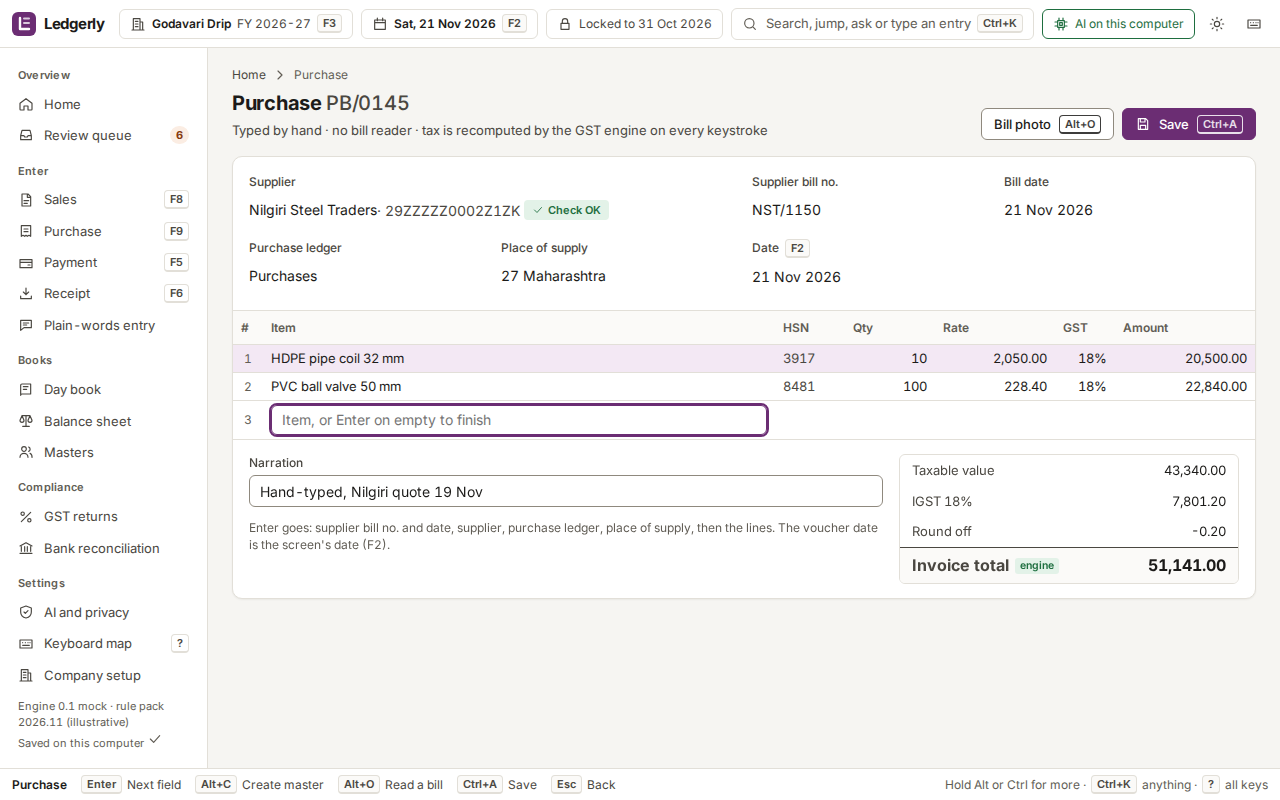 Ledgerly
Godavari Drip FY 2026-27 F3
Sat, 21 Nov 2026 F2
Locked to 31 Oct 2026
Search, jump, ask or type an entry Ctrl+K
AI on this computer
Overview
Home
Review queue 6
Enter
Sales F8
Purchase F9
Payment F5
Receipt F6
Plain-words entry
Books
Day book
Balance sheet
Masters
Compliance
GST returns
Bank reconciliation
Settings
AI and privacy
Keyboard map ?
Company setup
Engine 0.1 mock · rule pack
2026.11 (illustrative)
Saved on this computer
Home > Purchase
Purchase PB/0145
Typed by hand · no bill reader · tax is recomputed by the GST engine on every keystroke
Bill photo Alt+O
Save Ctrl+A
Supplier Supplier bill no. Bill date
Nilgiri Steel Traders · 29ZZZZZ0002Z1ZK Check OK NST/1150 21 Nov 2026
Purchase ledger Place of supply Date F2
Purchases 27 Maharashtra 21 Nov 2026
# Item HSN Qty Rate GST Amount
1 HDPE pipe coil 32 mm 3917 10 2,050.00 18% 20,500.00
2 PVC ball valve 50 mm 8481 100 228.40 18% 22,840.00
3 Item, or Enter on empty to finish
Narration
Hand-typed, Nilgiri quote 19 Nov
Enter goes: supplier bill no. and date, supplier, purchase ledger, place of supply, then the lines. The voucher date
is the screen's date (F2).
Taxable value 43,340.00
IGST 18% 7,801.20
Round off -0.20
Invoice total engine 51,141.00
Purchase Enter Next field Alt+C Create master Alt+O Read a bill Ctrl+A Save Esc Back
Hold Alt or Ctrl for more · Ctrl+K anything · ? all keys